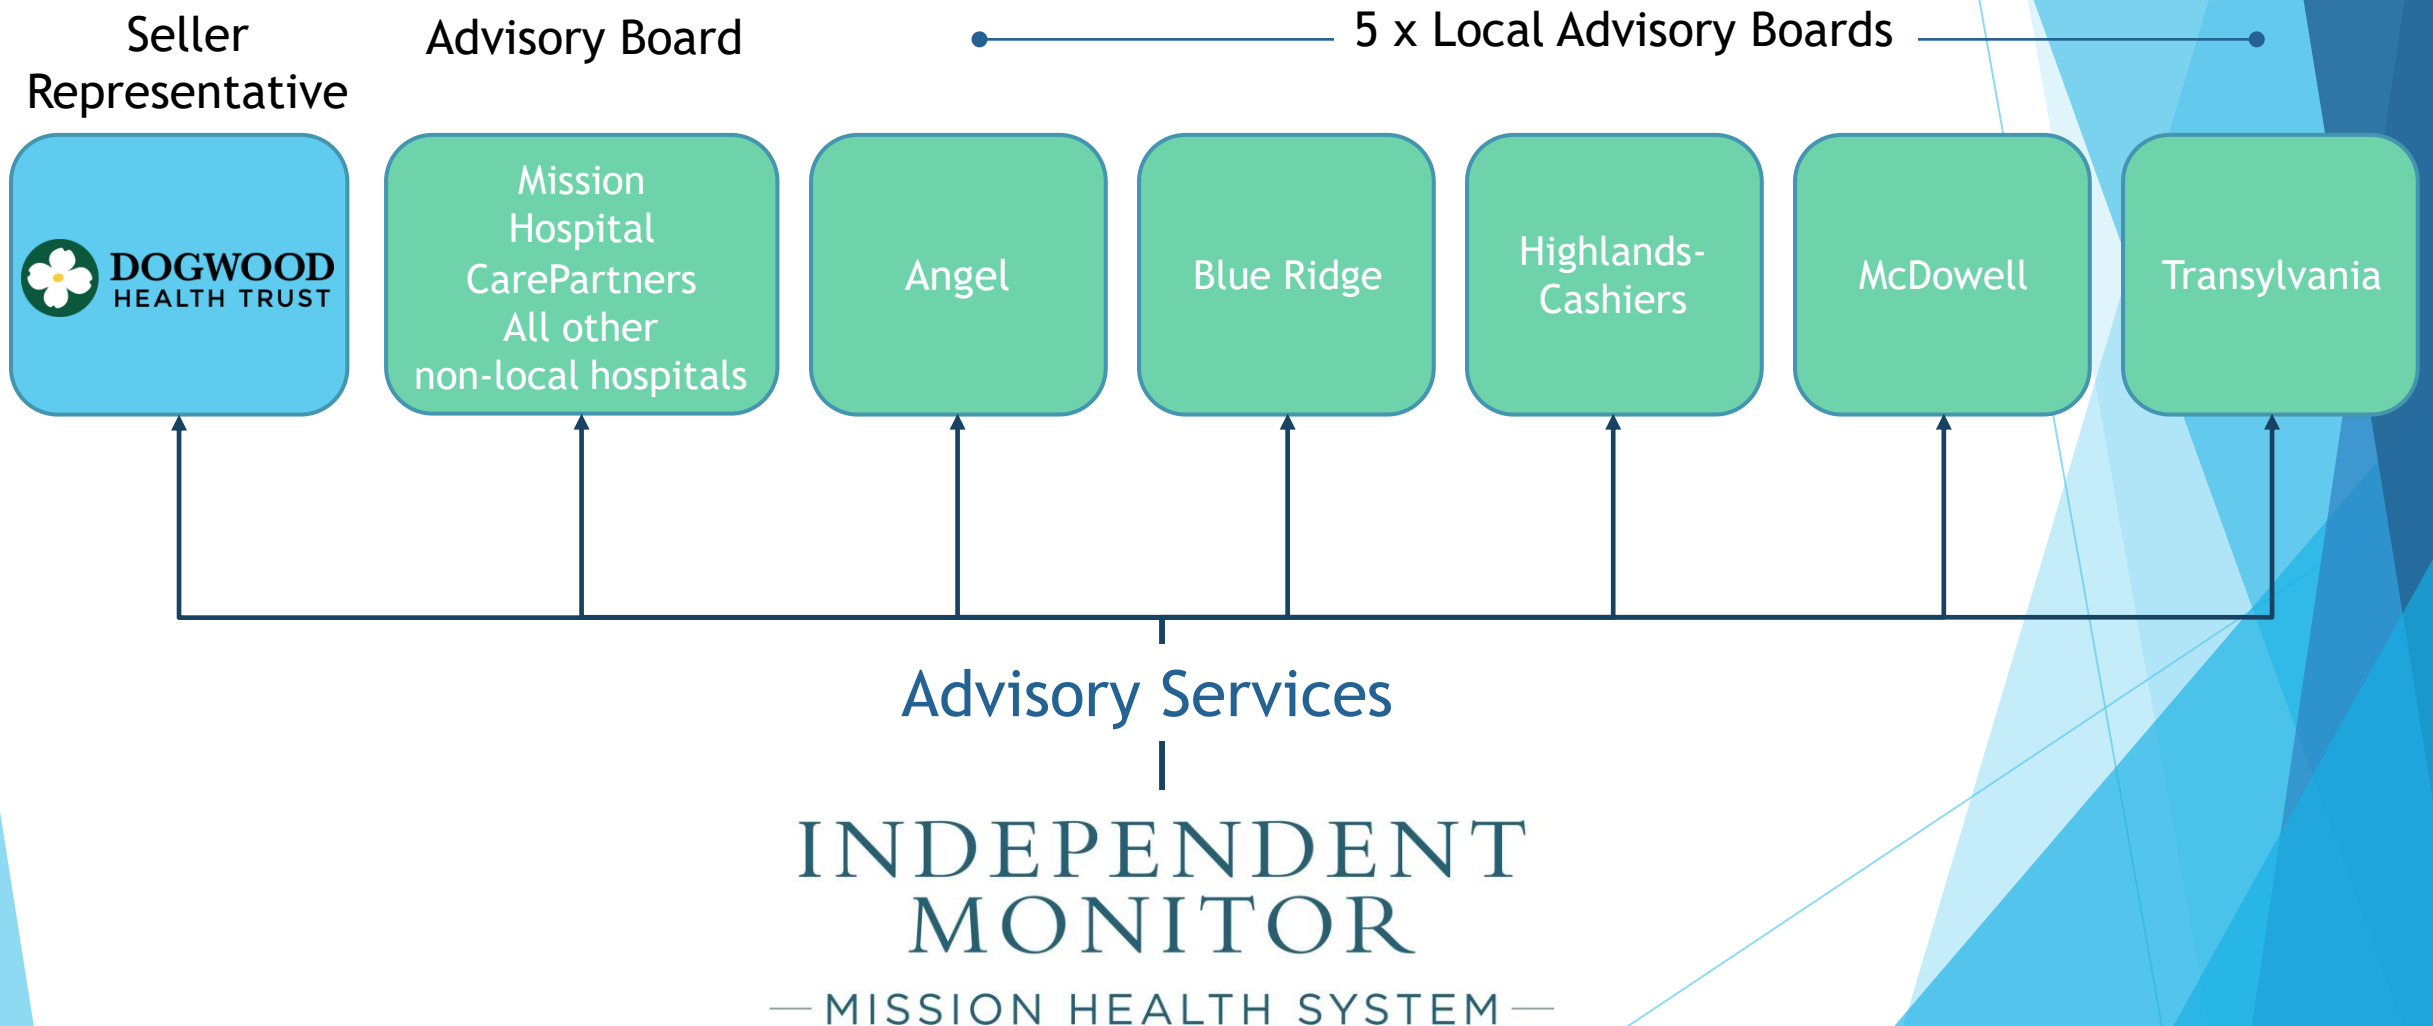 Seller
Representative
Advisory Board
5 x Local Advisory Boards
DOGWOOD
HEALTH TRUST
Mission
Hospital
CarePartners
All other
non-local hospitals
Angel
Blue Ridge
Highlands-
Cashiers
McDowell
Transylvania
Advisory Services
INDEPENDENT
MONITOR
MISSION HEALTH SYSTEM